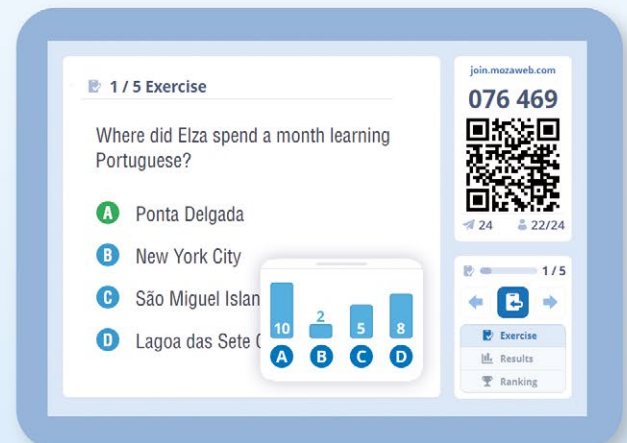 1 / 5 Exercise
Where did Elza spend a month learning
Portuguese?
A Ponta Delgada
B New York City
C São Miguel Islan
D Lagoa das Sete
10
2
5
8
A
B
C
D
join.mozaweb.com
076 469
24
22/24
1 / 5
Exercise
Results
Ranking